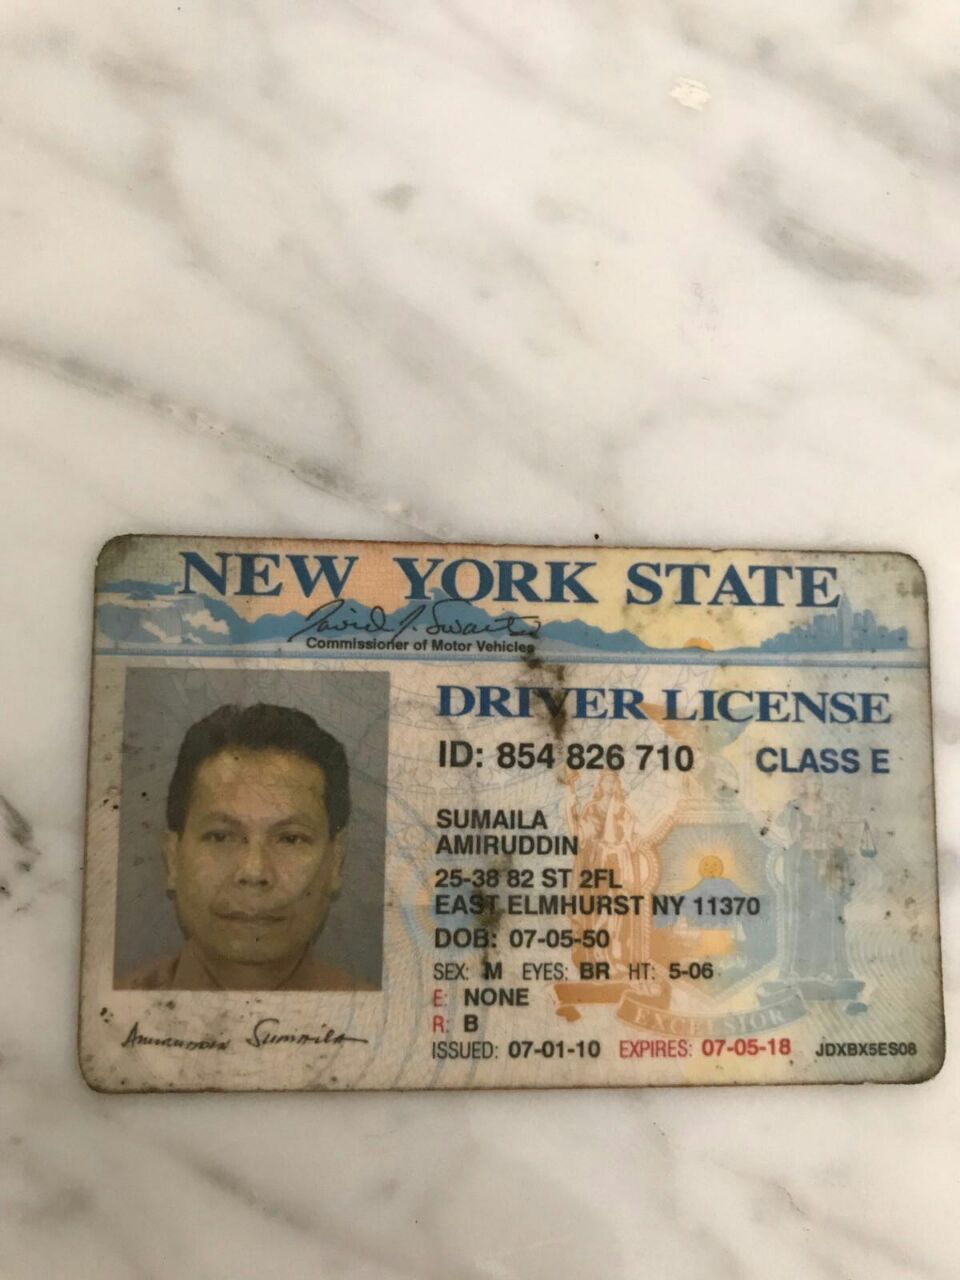 NEW YORK STATE
David J. Swarts
Commissioner of Motor Vehicles
DRIVER LICENSE
ID: 854 826 710 CLASS E
SUMAILA
AMIRUDDIN
25-38 82 ST 2FL
EAST ELMHURST NY 11370
DOB: 07-05-50
SEX: M EYES: BR HT: 5-06
E: NONE
R: B
ISSUED: 07-01-10 EXPIRES: 07-05-18 JDXBX5ES08
EXCELSIOR
Amiruddin Sumaila